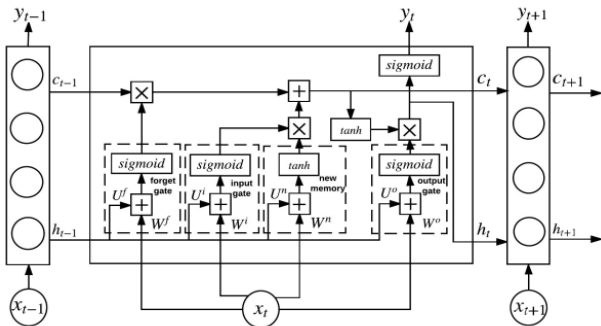 y_{t-1} y_t y_{t+1}
sigmoid
c_{t-1} × + c_t c_{t+1}
tanh ×
×
sigmoid sigmoid tanh sigmoid
forget gate input gate new memory output gate
U^f U^i U^n U^o
+ + + +
W^f W^i W^n W^o
h_{t-1} h_t h_{t+1}
x_{t-1} x_t x_{t+1}